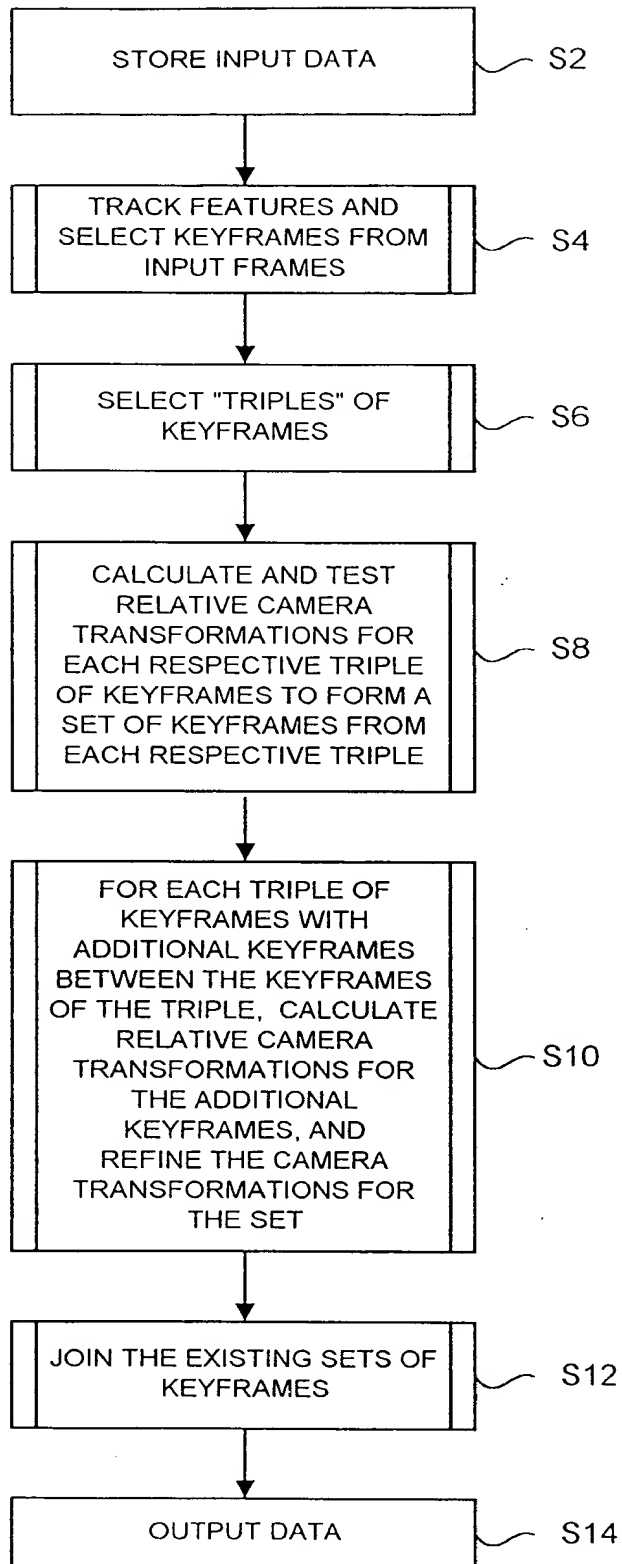 STORE INPUT DATA
S2
TRACK FEATURES AND
SELECT KEYFRAMES FROM
INPUT FRAMES
S4
SELECT "TRIPLES" OF
KEYFRAMES
S6
CALCULATE AND TEST
RELATIVE CAMERA
TRANSFORMATIONS FOR
EACH RESPECTIVE TRIPLE
OF KEYFRAMES TO FORM A
SET OF KEYFRAMES FROM
EACH RESPECTIVE TRIPLE
S8
FOR EACH TRIPLE OF
KEYFRAMES WITH
ADDITIONAL KEYFRAMES
BETWEEN THE KEYFRAMES
OF THE TRIPLE, CALCULATE
RELATIVE CAMERA
TRANSFORMATIONS FOR
THE ADDITIONAL
KEYFRAMES, AND
REFINE THE CAMERA
TRANSFORMATIONS FOR
THE SET
S10
JOIN THE EXISTING SETS OF
KEYFRAMES
S12
OUTPUT DATA
S14